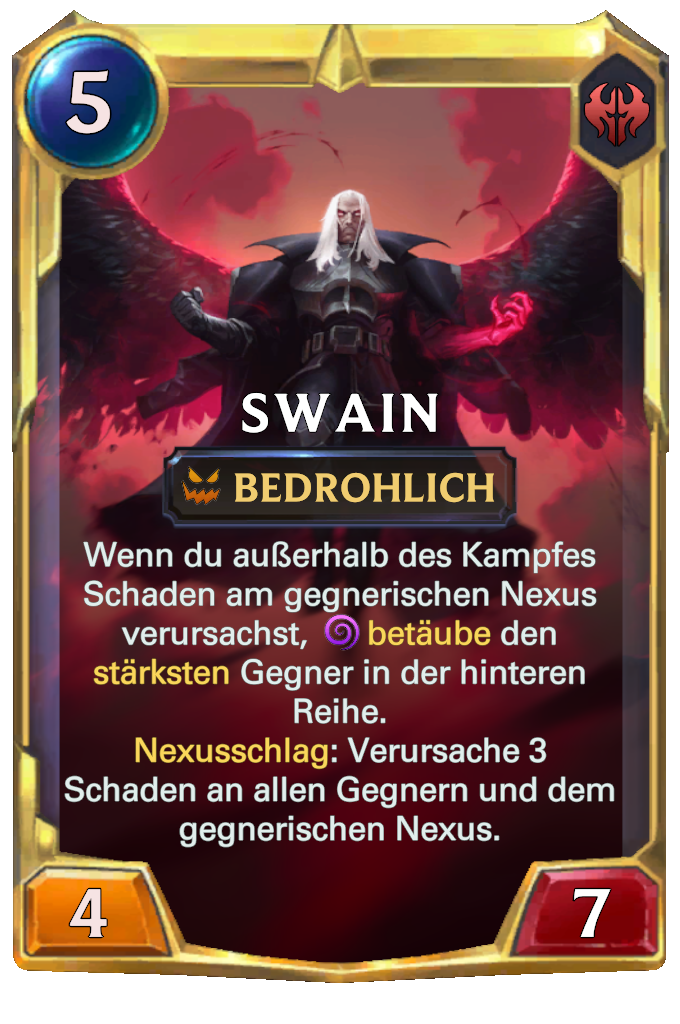 5
SWAIN
BEDROHLICH
Wenn du außerhalb des Kampfes
Schaden am gegnerischen Nexus
verursachst, betäube den
stärksten Gegner in der hinteren
Reihe.
Nexusschlag: Verursache 3
Schaden an allen Gegnern und dem
gegnerischen Nexus.
4
7